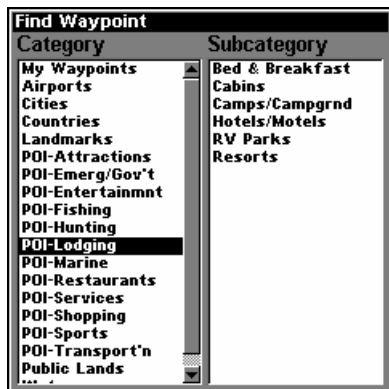 Find Waypoint
Category
Subcategory
My Waypoints
Airports
Cities
Countries
Landmarks
POI-Attractions
POI-Emerg/Gov't
POI-Entertainmnt
POI-Fishing
POI-Hunting
POI-Lodging
POI-Marine
POI-Restaurants
POI-Services
POI-Shopping
POI-Sports
POI-Transport'n
Public Lands
Bed & Breakfast
Cabins
Camps/Campgrnd
Hotels/Motels
RV Parks
Resorts